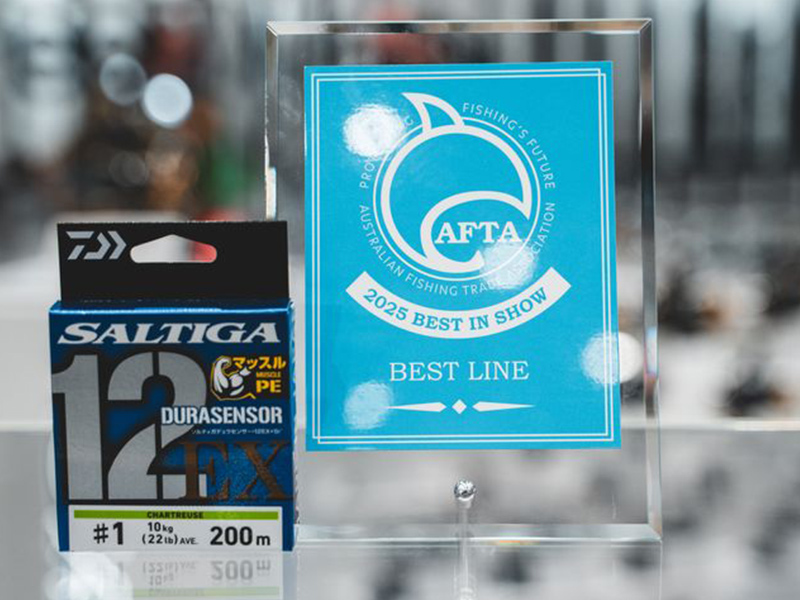 SALTIGA
12
マッスル
MUSCLE
PE
DURASENSOR
EX
CHARTREUSE
#1
10kg
(22lb) AVE.
200m
FISHING'S FUTURE
AUSTRALIAN FISHING TRADE ASSOCIATION
AFTA
2025 BEST IN SHOW
BEST LINE